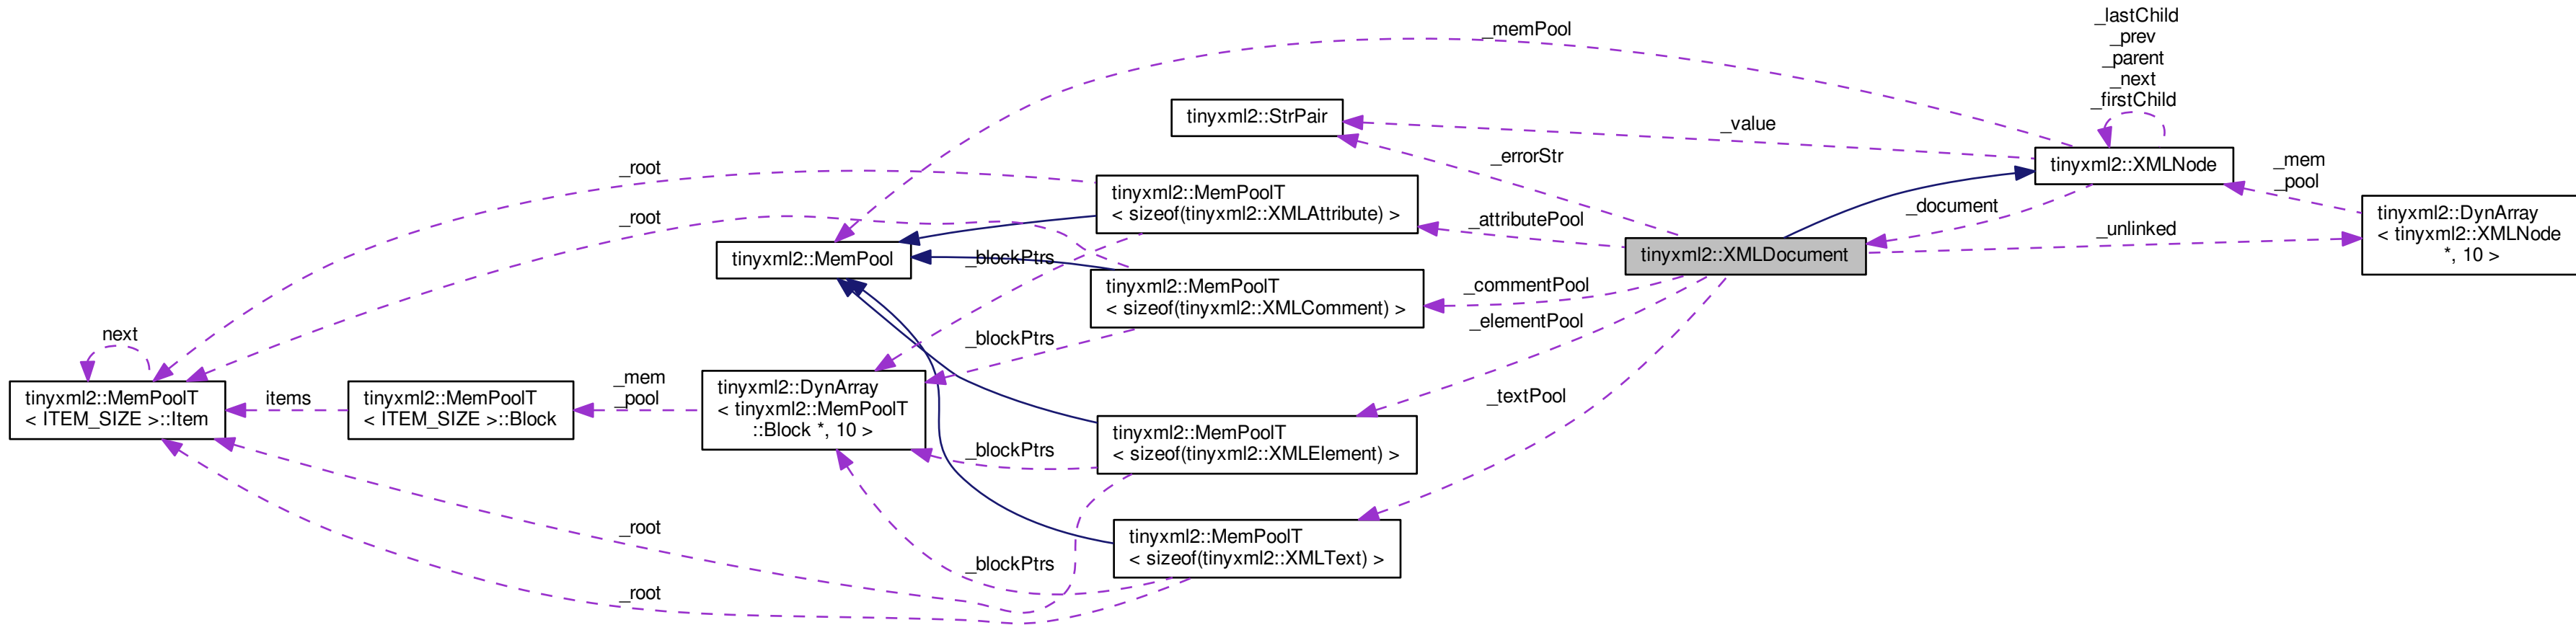 _lastChild
_prev
_parent
_next
_firstChild
_memPool
tinyxml2::StrPair
_value
_errorStr
tinyxml2::XMLNode
_mem
_pool
_root
tinyxml2::MemPoolT
< sizeof(tinyxml2::XMLAttribute) >
_attributePool
_document
_unlinked
tinyxml2::DynArray
< tinyxml2::XMLNode
*, 10 >
_root
tinyxml2::MemPool
_blockPtrs
tinyxml2::XMLDocument
tinyxml2::MemPoolT
< sizeof(tinyxml2::XMLComment) >
_commentPool
_elementPool
next
_blockPtrs
tinyxml2::MemPoolT
< ITEM_SIZE >::Item
items
tinyxml2::MemPoolT
< ITEM_SIZE >::Block
_mem
_pool
tinyxml2::DynArray
< tinyxml2::MemPoolT
::Block *, 10 >
_textPool
_blockPtrs
tinyxml2::MemPoolT
< sizeof(tinyxml2::XMLElement) >
_root
_blockPtrs
tinyxml2::MemPoolT
< sizeof(tinyxml2::XMLText) >
_root